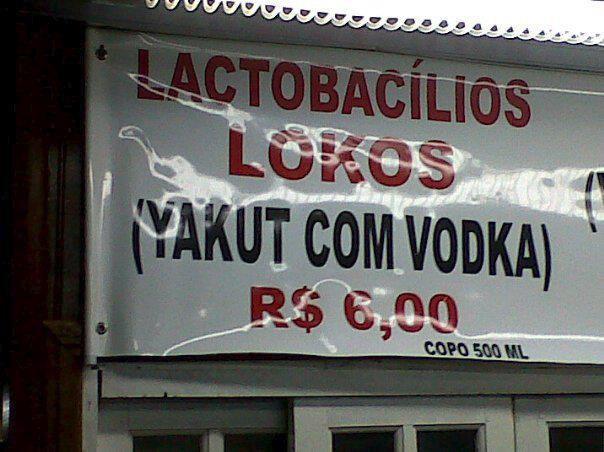 LACTOBACÍLIOS
LOKOS
(YAKUT COM VODKA)
R$ 6,00
COPO 500 ML